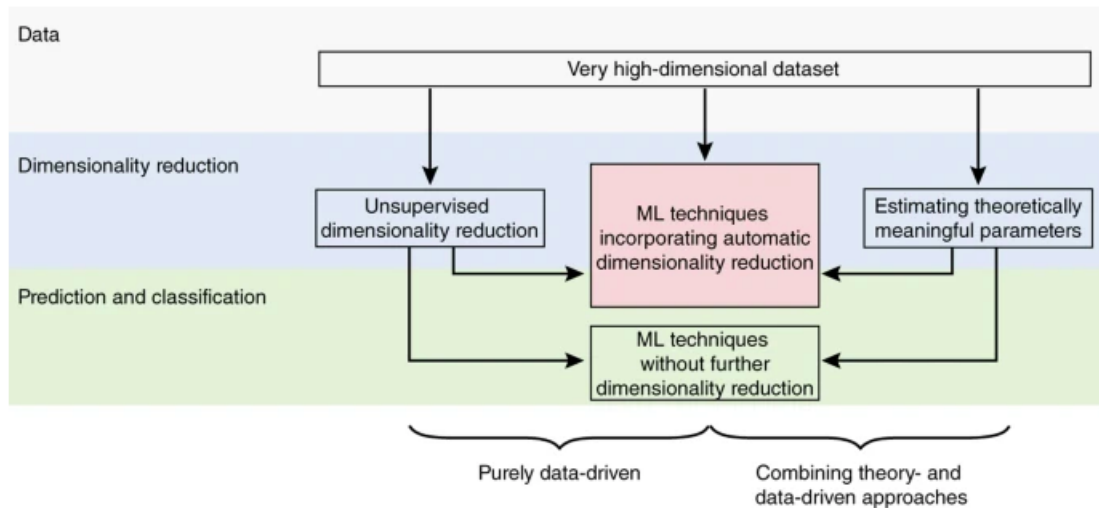 Data
Very high-dimensional dataset
Dimensionality reduction
Unsupervised
dimensionality reduction
ML techniques
incorporating automatic
dimensionality reduction
Estimating theoretically
meaningful parameters
Prediction and classification
ML techniques
without further
dimensionality reduction
Purely data-driven
Combining theory- and
data-driven approaches